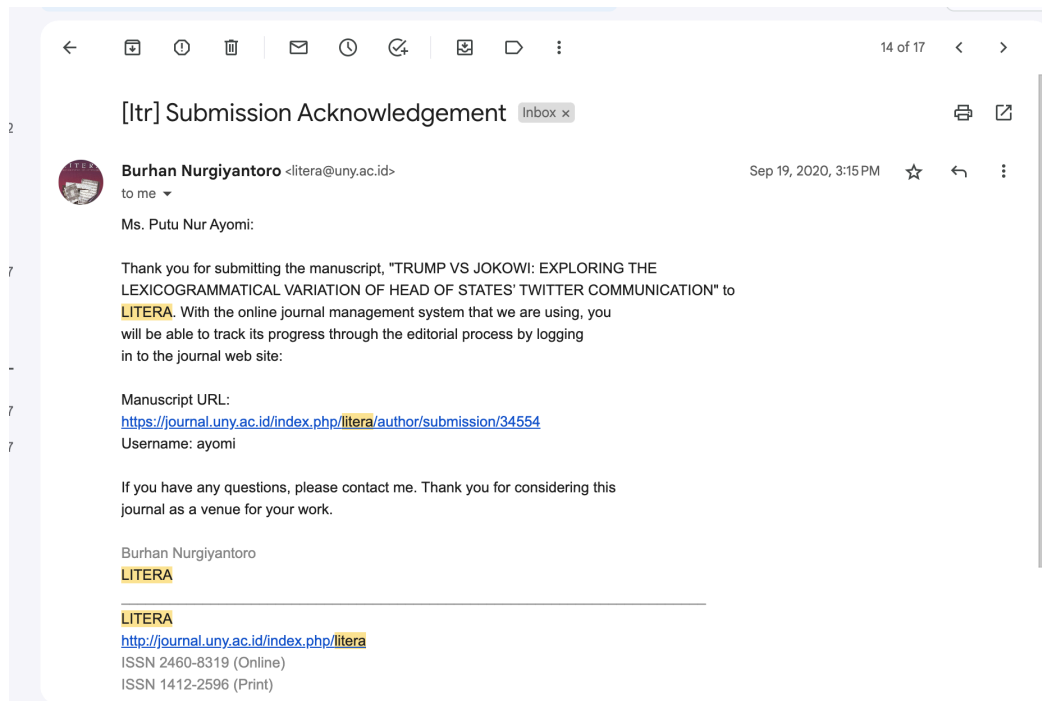 14 of 17
[ltr] Submission Acknowledgement Inbox x
2
Burhan Nurgiyantoro <litera@uny.ac.id> Sep 19, 2020, 3:15 PM
to me
Ms. Putu Nur Ayomi:
7
Thank you for submitting the manuscript, "TRUMP VS JOKOWI: EXPLORING THE
LEXICOGRAMMATICAL VARIATION OF HEAD OF STATES’ TWITTER COMMUNICATION" to
LITERA. With the online journal management system that we are using, you
will be able to track its progress through the editorial process by logging
in to the journal web site:
Manuscript URL:
7
https://journal.uny.ac.id/index.php/litera/author/submission/34554
Username: ayomi
7
If you have any questions, please contact me. Thank you for considering this
journal as a venue for your work.
Burhan Nurgiyantoro
LITERA
LITERA
http://journal.uny.ac.id/index.php/litera
ISSN 2460-8319 (Online)
ISSN 1412-2596 (Print)